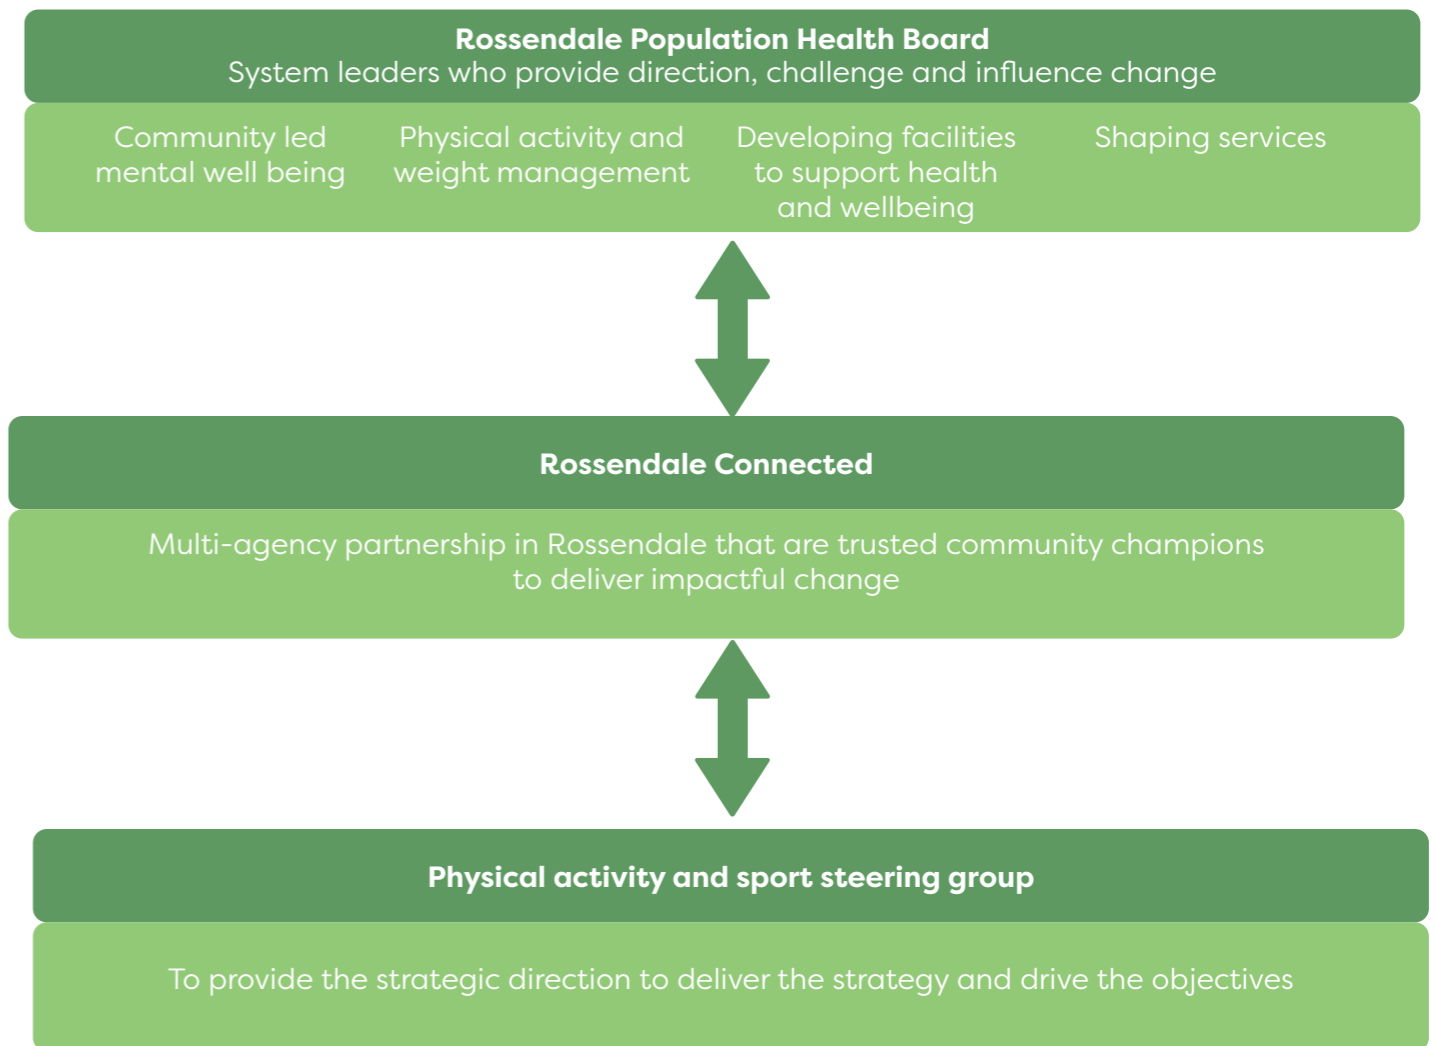 Rossendale Population Health Board
System leaders who provide direction, challenge and influence change
Community led
mental well being
Physical activity and
weight management
Developing facilities
to support health
and wellbeing
Shaping services
Rossendale Connected
Multi-agency partnership in Rossendale that are trusted community champions
to deliver impactful change
Physical activity and sport steering group
To provide the strategic direction to deliver the strategy and drive the objectives